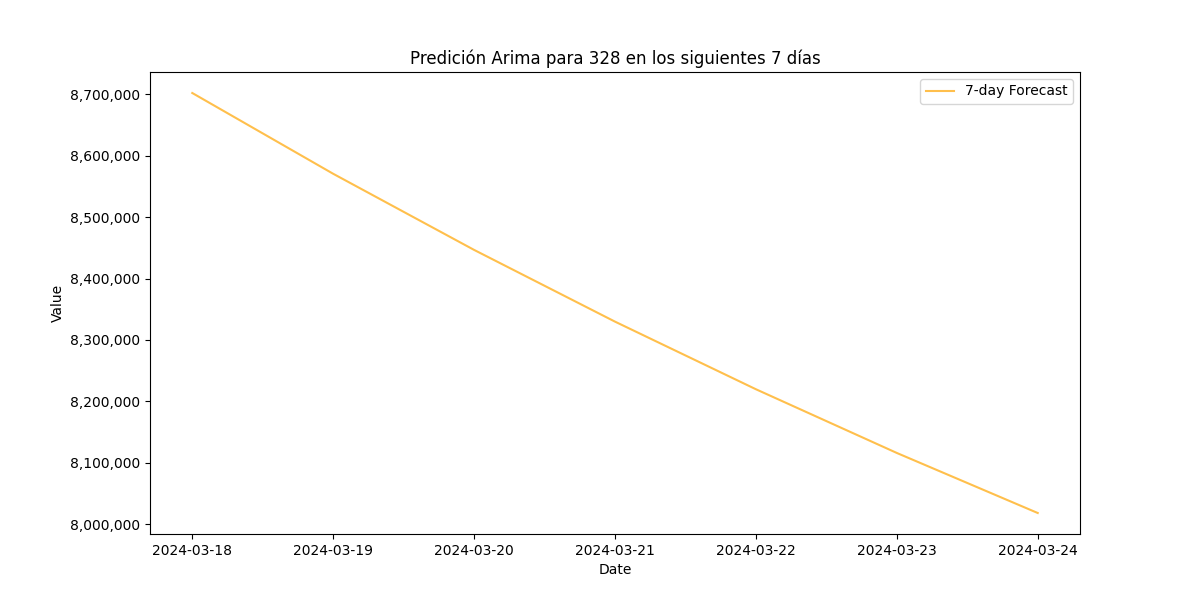 Predición Arima para 328 en los siguientes 7 días
7-day Forecast
Value
8,700,000
8,600,000
8,500,000
8,400,000
8,300,000
8,200,000
8,100,000
8,000,000
2024-03-18 2024-03-19 2024-03-20 2024-03-21 2024-03-22 2024-03-23 2024-03-24
Date